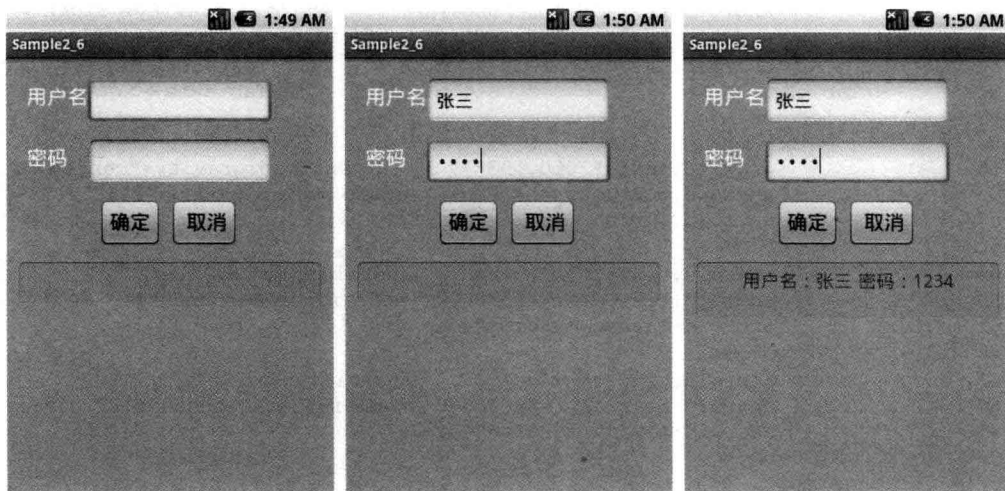 1:49 AM
Sample2_6
用户名
密码
确定 取消
1:50 AM
Sample2_6
用户名 张三
密码 ••••
确定 取消
1:50 AM
Sample2_6
用户名 张三
密码 ••••
确定 取消
用户名：张三 密码：1234